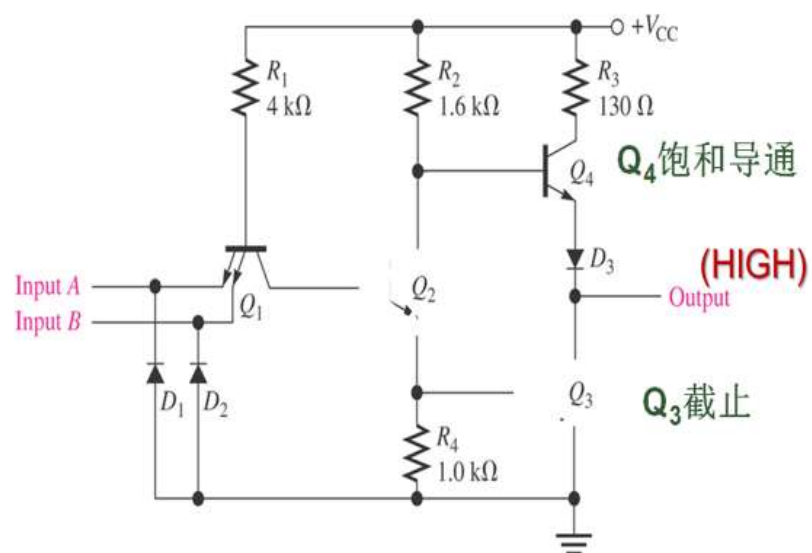 +V_CC
R₁
4 kΩ
R₂
1.6 kΩ
R₃
130 Ω
Q₄
Q₄饱和导通
D₃
(HIGH)
Input A
Output
Input B
Q₁
Q₂
D₁
D₂
Q₃
Q₃截止
R₄
1.0 kΩ